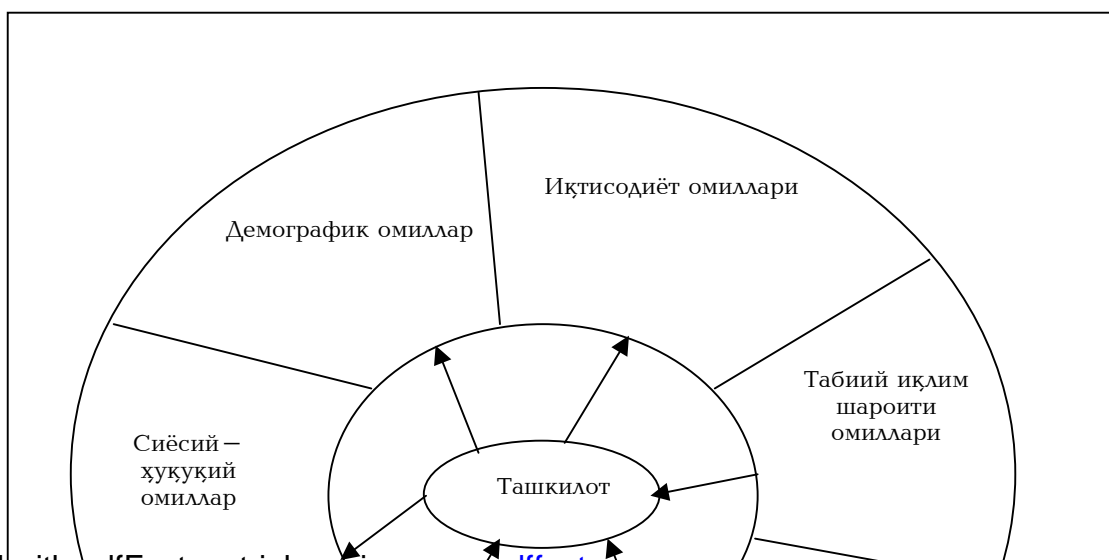 Иқтисодиёт омиллари
Демографик омиллар
Табиий иқлим
шароити
омиллари
Сиёсий–
ҳуқуқий
омиллар
Ташкилот